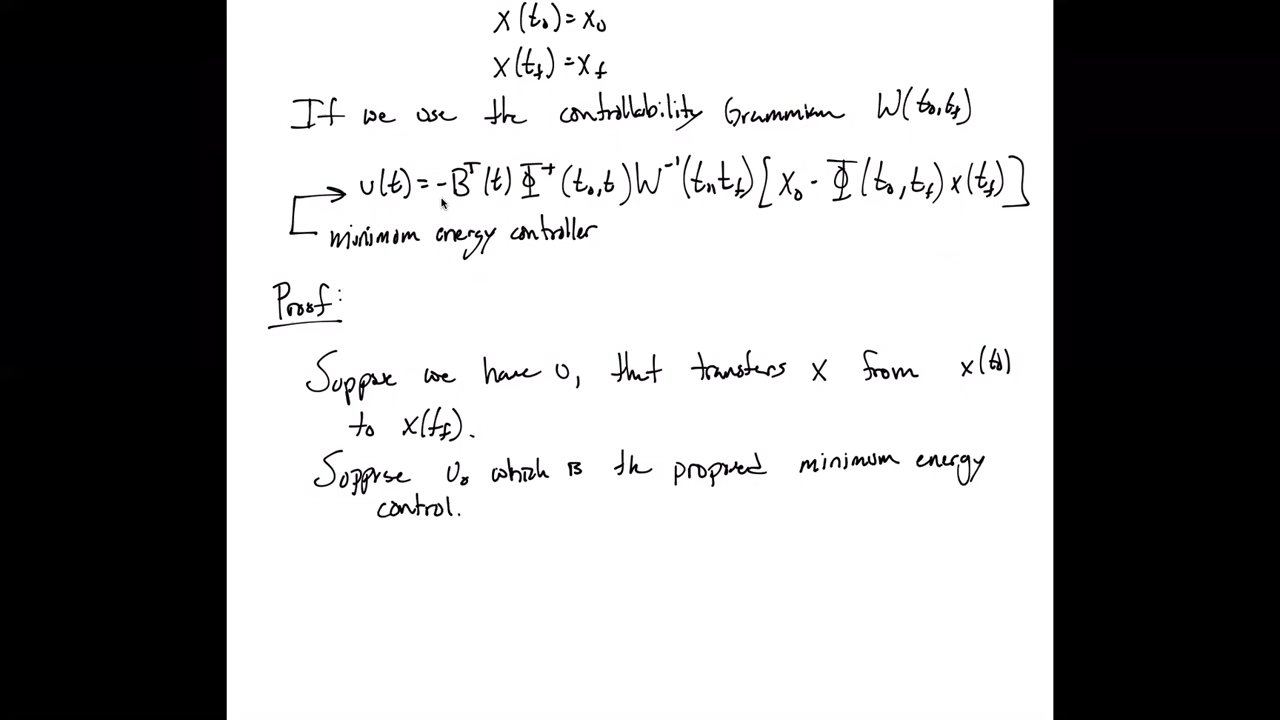 x(t₀)=x₀
x(t_f)=x_f
If we use the controllability Grammian W(t₀,t_f)
u(t)=-Bᵀ(t)Φᵀ(t₀,t)W⁻¹(t₀,t_f)[x₀-Φ(t₀,t_f)x(t_f)]
minimum energy controller
Proof:
Suppose we have u, that transfers x from x(t₀)
to x(t_f).
Suppose u₀ which is the proposed minimum energy
control.